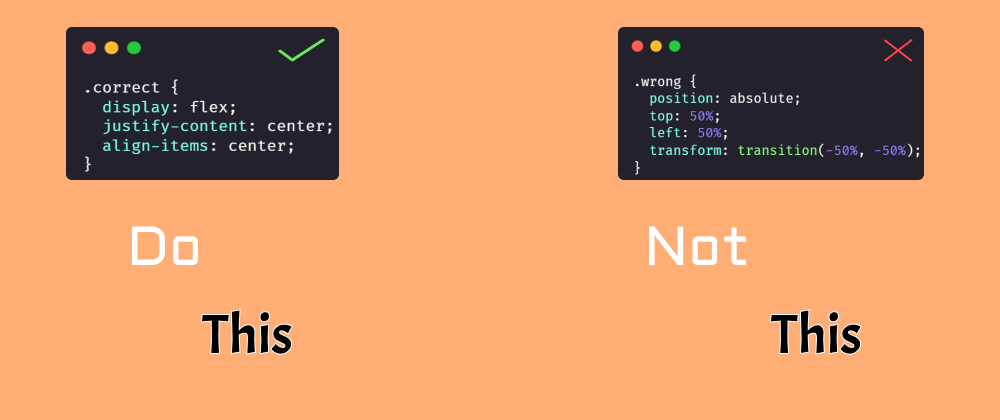 .correct {
  display: flex;
  justify-content: center;
  align-items: center;
}
Do
This
.wrong {
  position: absolute;
  top: 50%;
  left: 50%;
  transform: transition(-50%, -50%);
}
Not
This